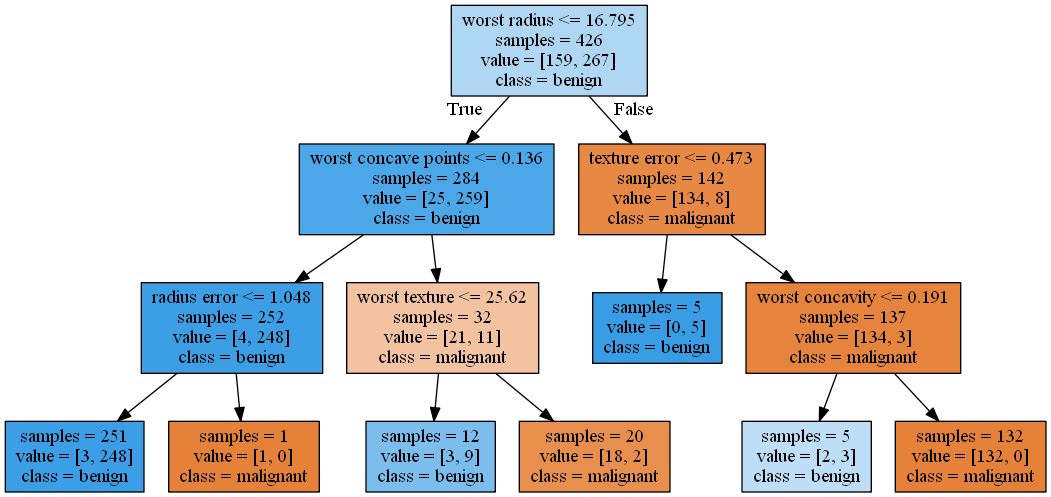 worst radius <= 16.795
samples = 426
value = [159, 267]
class = benign
True
False
worst concave points <= 0.136
samples = 284
value = [25, 259]
class = benign
texture error <= 0.473
samples = 142
value = [134, 8]
class = malignant
radius error <= 1.048
samples = 252
value = [4, 248]
class = benign
worst texture <= 25.62
samples = 32
value = [21, 11]
class = malignant
samples = 5
value = [0, 5]
class = benign
worst concavity <= 0.191
samples = 137
value = [134, 3]
class = malignant
samples = 251
value = [3, 248]
class = benign
samples = 1
value = [1, 0]
class = malignant
samples = 12
value = [3, 9]
class = benign
samples = 20
value = [18, 2]
class = malignant
samples = 5
value = [2, 3]
class = benign
samples = 132
value = [132, 0]
class = malignant